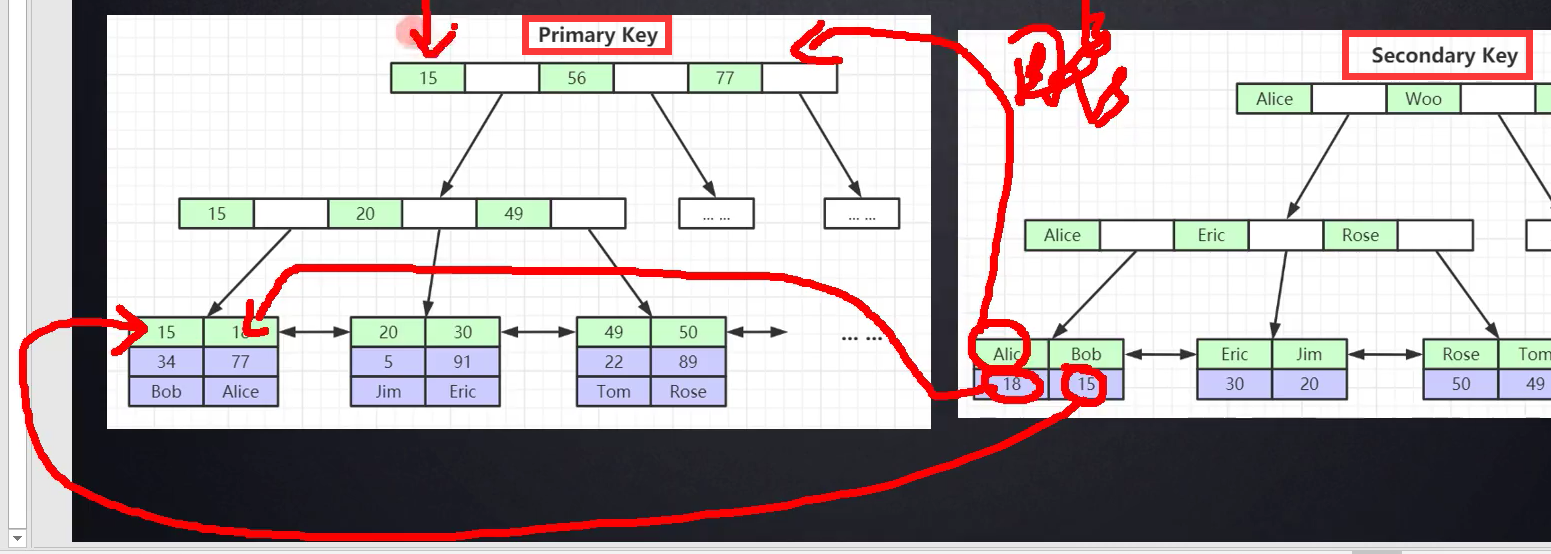 Primary Key
15 56 77
15 20 49
... ... ... ...
15 18 20 30 49 50 ... ...
34 77 5 91 22 89
Bob Alice Jim Eric Tom Rose
Secondary Key
Alice Woo
Alice Eric Rose
Alic Bob Eric Jim Rose Tom
18 15 30 20 50 49